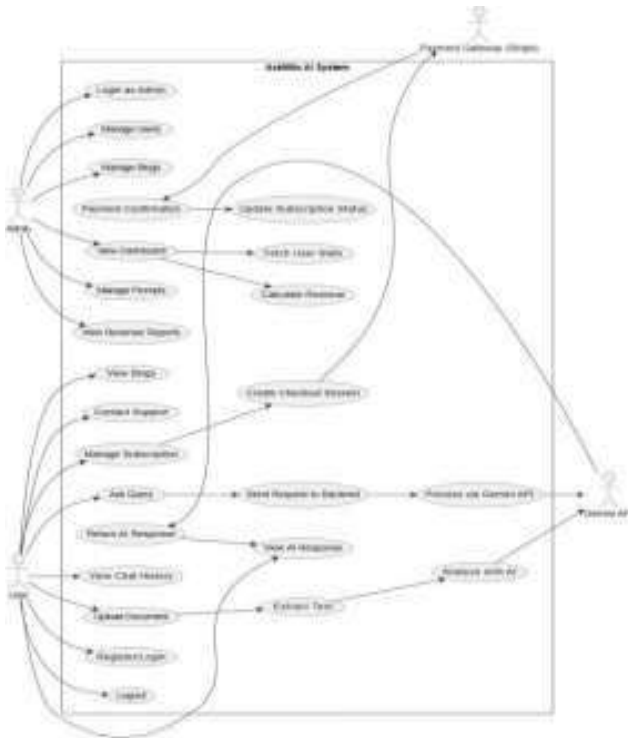 Payment Gateway (Stripe)
AI System
Login as Admin
Manage Users
Manage Blogs
Payment Confirmation
Update Subscription Status
Admin
View Dashboard
Fetch User Stats
Calculate Revenue
Manage Prompts
View Revenue Reports
View Blogs
Create Checkout Session
Contact Support
Manage Subscription
Ask Query
Send Request to Backend
Process via Gemini API
Gemini API
Return AI Response
View AI Response
View Chat History
Analyze with AI
User
Upload Document
Extract Text
Register/Login
Logout